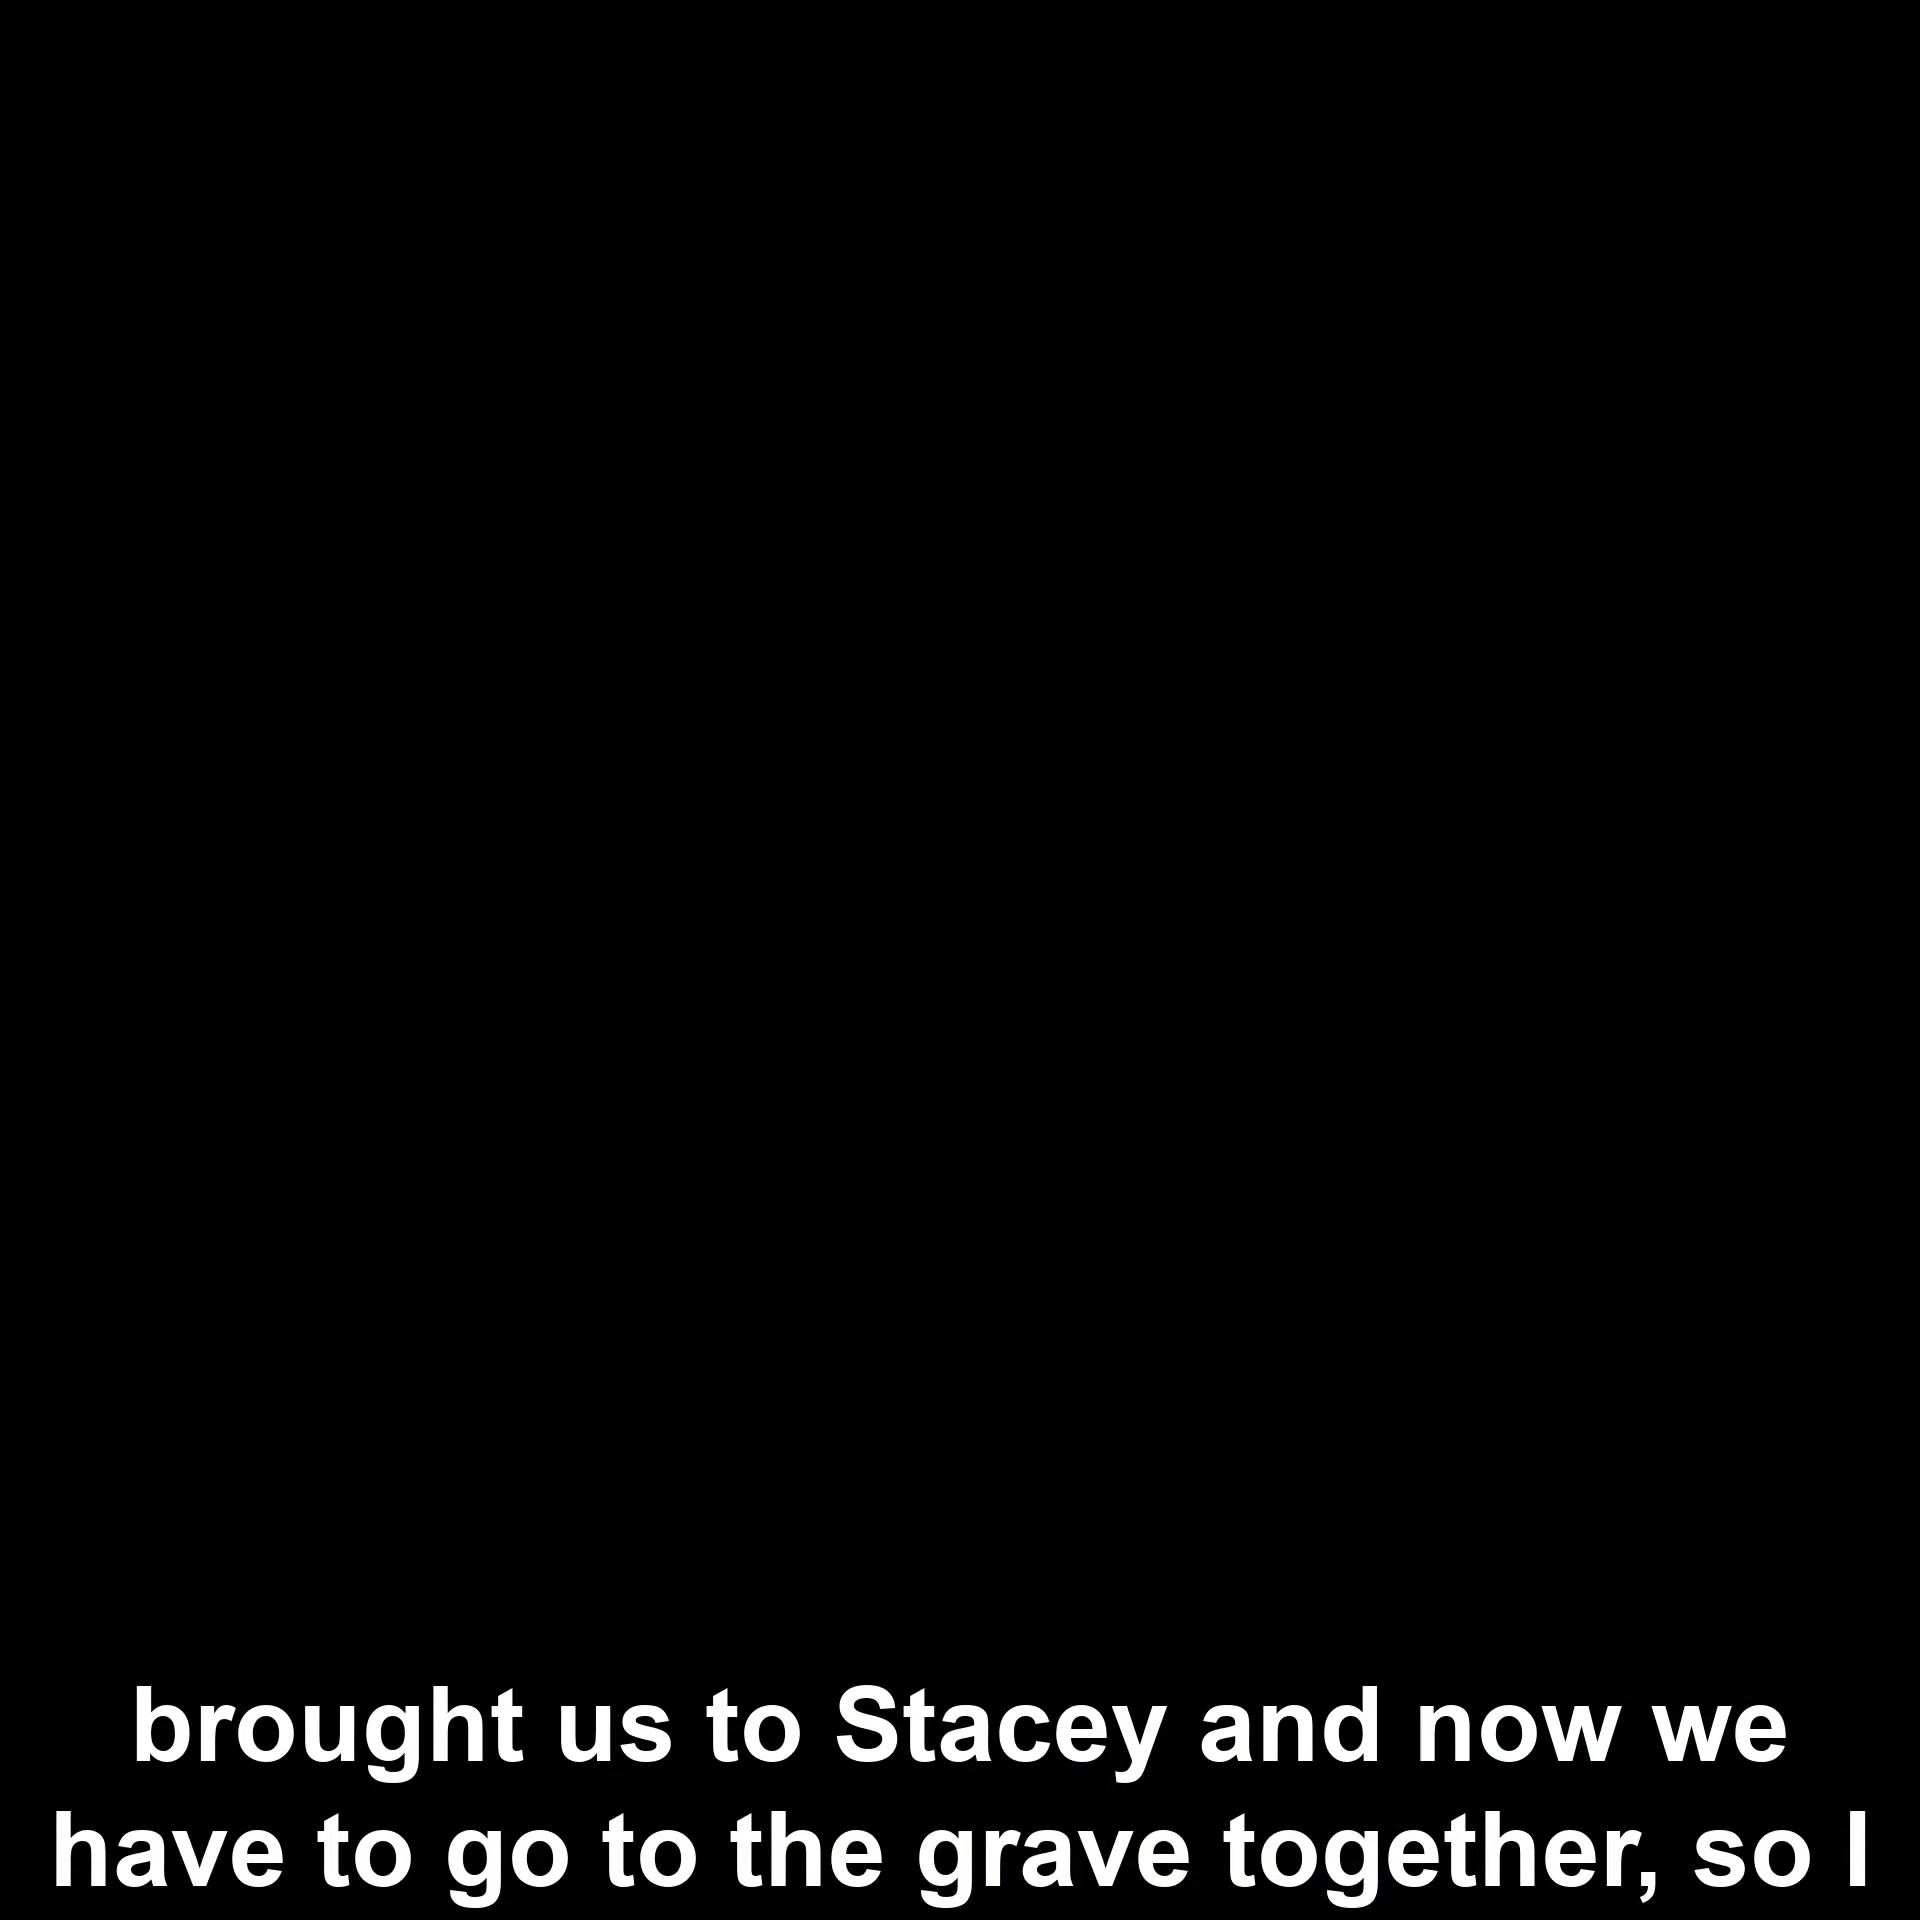 brought us to Stacey and now we
have to go to the grave together, so I